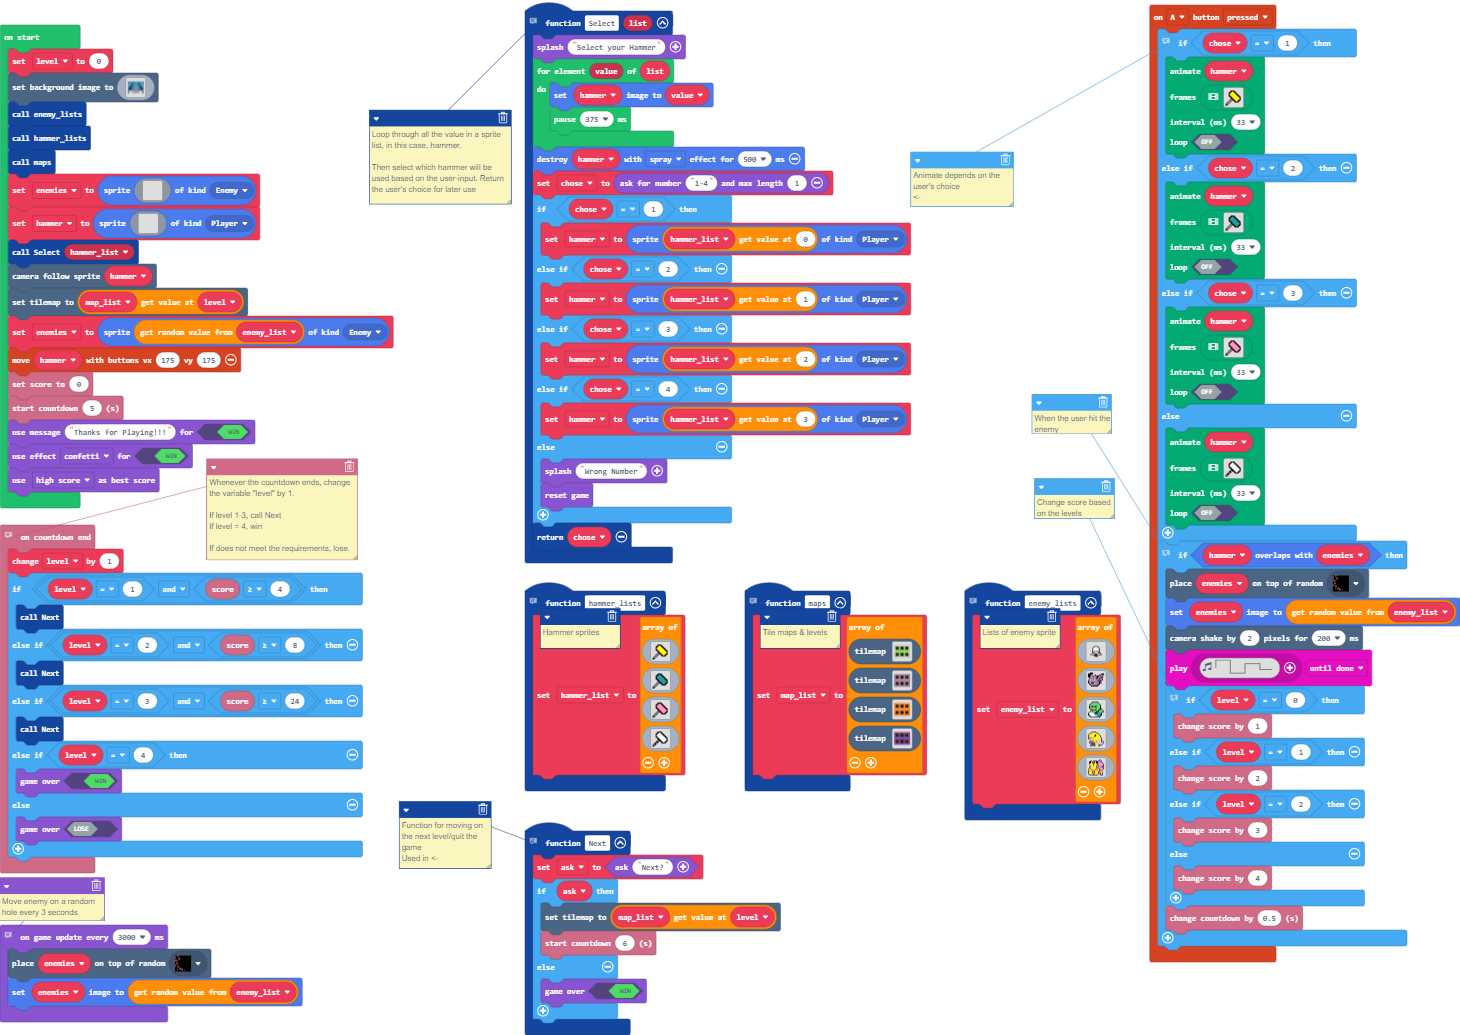 on start
set level to 0
set background image to
call enemy_lists
call hammer_lists
call maps
set enemies to sprite of kind Enemy
set hammer to sprite of kind Player
call Select hammer_list
camera follow sprite hammer
set tilemap to map_list get value at level
set enemies to sprite get random value from enemy_list of kind Enemy
move hammer with buttons vx 175 vy 175
set score to 0
start countdown 5 (s)
use message "Thanks for Playing!!!" for WIN
use effect confetti for WIN
use high score as best score
Whenever the countdown ends, change
the variable "level" by 1.
If level 1-3, call Next
If level = 4, win
If does not meet the requirements, lose.
on countdown end
change level by 1
if level = 1 and score ≥ 4 then
call Next
else if level = 2 and score ≥ 8 then
call Next
else if level = 3 and score ≥ 24 then
call Next
else if level = 4 then
game over WIN
else
game over LOSE
Move enemy on a random
hole every 3 seconds
on game update every 3000 ms
place enemies on top of random
set enemies image to get random value from enemy_list
Loop through all the value in a sprite
list, in this case, hammer.
Then select which hammer will be
used based on the user-input. Return
the user's choice for later use
function Select list
splash "Select your Hammer"
for element value of list
do set hammer image to value
pause 375 ms
destroy hammer with spray effect for 500 ms
set chose to ask for number "1-4" and max length 1
if chose = 1 then
set hammer to sprite hammer_list get value at 0 of kind Player
else if chose = 2 then
set hammer to sprite hammer_list get value at 1 of kind Player
else if chose = 3 then
set hammer to sprite hammer_list get value at 2 of kind Player
else if chose = 4 then
set hammer to sprite hammer_list get value at 3 of kind Player
else
splash "Wrong Number"
reset game
return chose
function hammer_lists
Hammer sprites
array of
set hammer_list to
function maps
Tile maps & levels
array of
tilemap
tilemap
set map_list to
tilemap
tilemap
function enemy_lists
Lists of enemy sprite
array of
set enemy_list to
Function for moving on
the next level/quit the
game
Used in <-
function Next
set ask to ask "Next?"
if ask then
set tilemap to map_list get value at level
start countdown 6 (s)
else
game over WIN
Animate depends on the
user's choice
<-
When the user hit the
enemy
Change score based
on the levels
on A button pressed
if chose = 1 then
animate hammer
frames
interval (ms) 33
loop OFF
else if chose = 2 then
animate hammer
frames
interval (ms) 33
loop OFF
else if chose = 3 then
animate hammer
frames
interval (ms) 33
loop OFF
else
animate hammer
frames
interval (ms) 33
loop OFF
if hammer overlaps with enemies then
place enemies on top of random
set enemies image to get random value from enemy_list
camera shake by 2 pixels for 200 ms
play until done
if level = 0 then
change score by 1
else if level = 1 then
change score by 2
else if level = 2 then
change score by 3
else
change score by 4
change countdown by 0.5 (s)